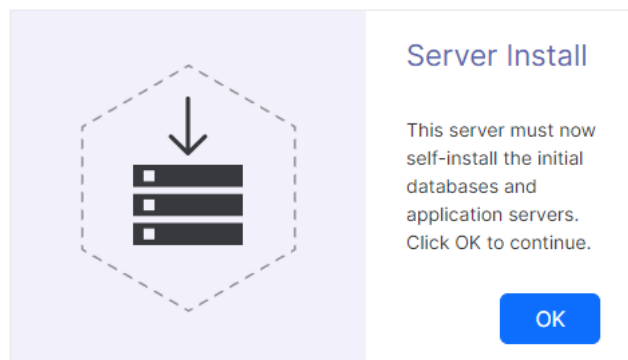 Server Install
This server must now
self-install the initial
databases and
application servers.
Click OK to continue.
OK